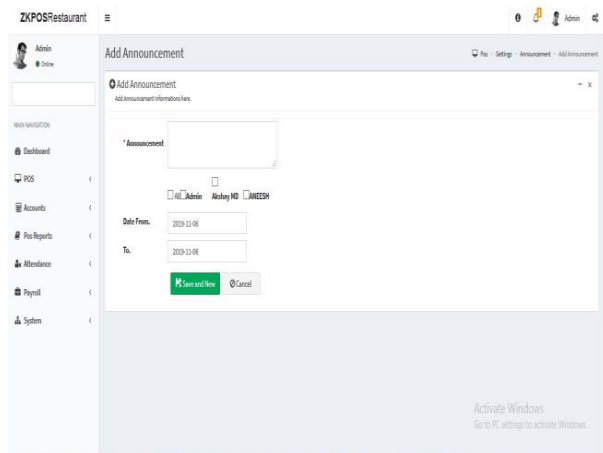 ZKPOSRestaurant
Admin
Admin
Online
Add Announcement
Pos - Settings - Announcement - Add Announcement
Add Announcement
Add Announcement informations here.
MAIN NAVIGATION
* Announcement
Dashboard
POS
All Admin Akshay MD ANEESH
Accounts
Date From. 2019-11-06
Pos Reports
To. 2019-11-06
Attendance
Save and New Cancel
Payroll
System
Activate Windows
Go to PC settings to activate Windows.